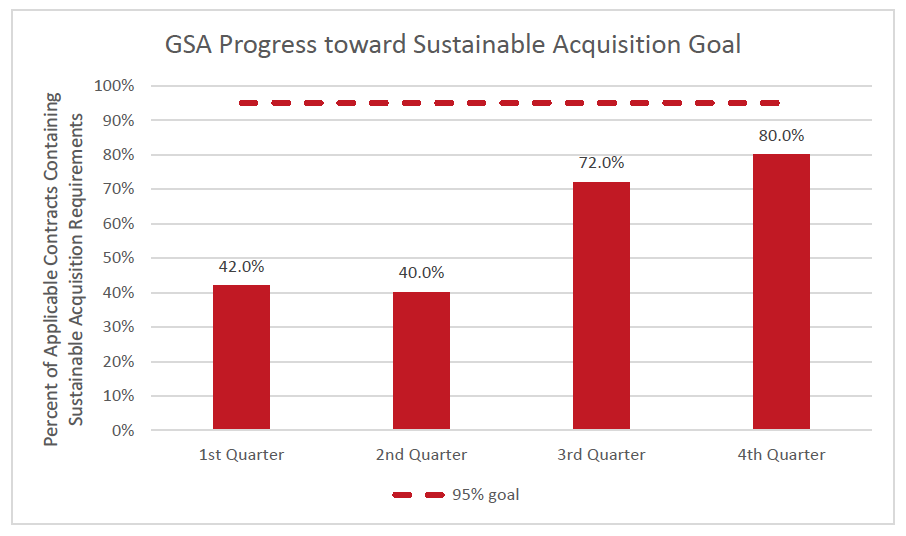 GSA Progress toward Sustainable Acquisition Goal
Percent of Applicable Contracts Containing
Sustainable Acquisition Requirements
100%
90%
80%
70%
60%
50%
40%
30%
20%
10%
0%
42.0%
40.0%
72.0%
80.0%
1st Quarter
2nd Quarter
3rd Quarter
4th Quarter
95% goal